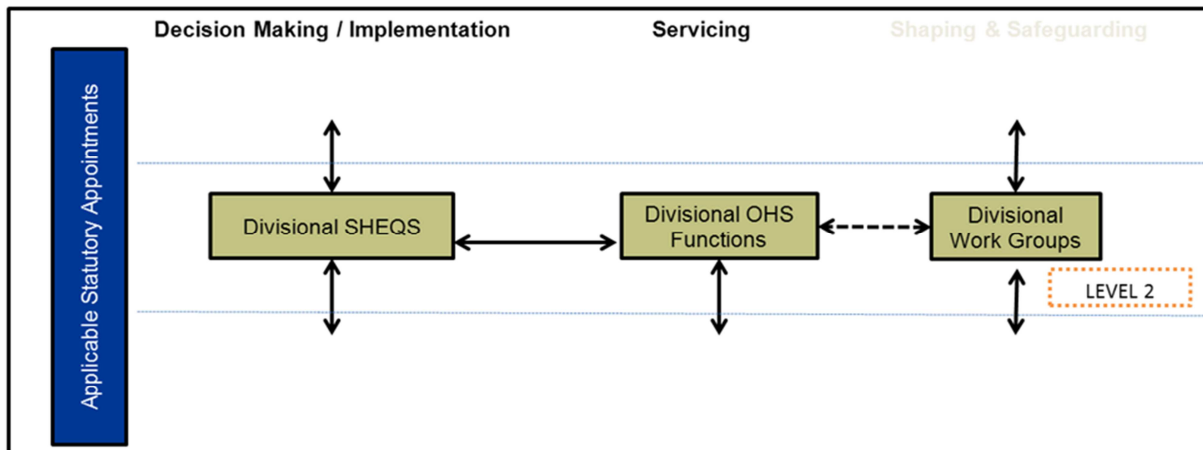 Decision Making / Implementation
Servicing
Shaping & Safeguarding
Applicable Statutory Appointments
Divisional SHEQS
Divisional OHS
Functions
Divisional
Work Groups
LEVEL 2